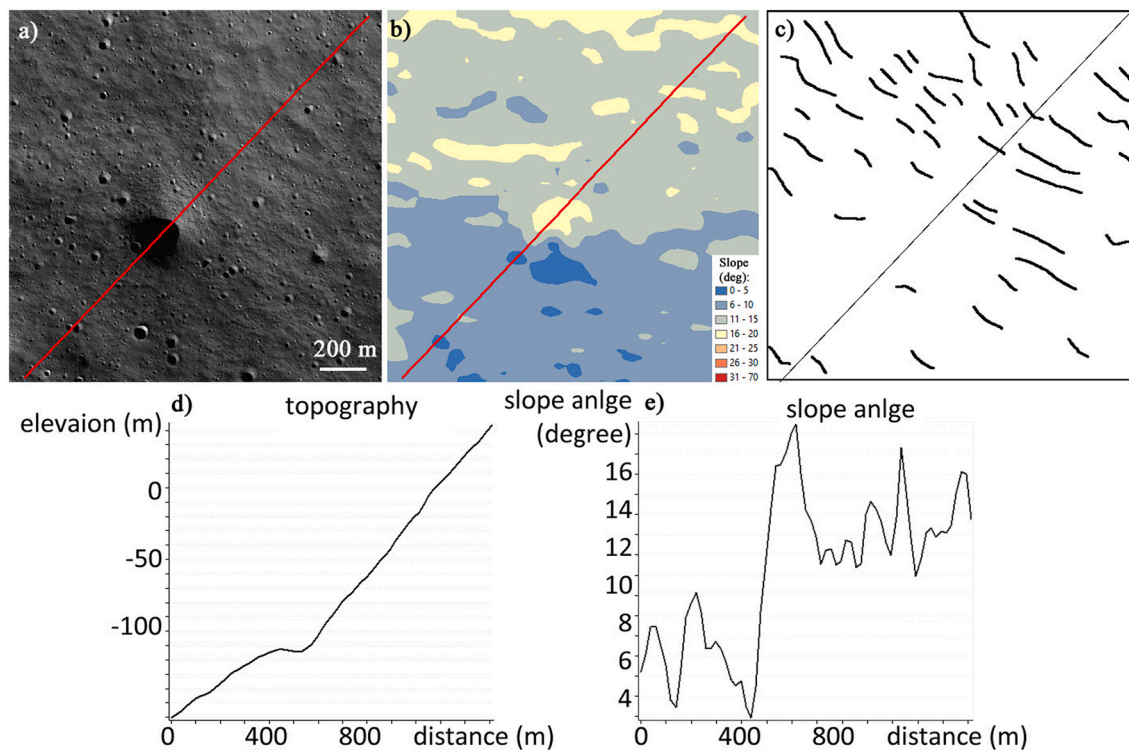 a)
200 m
b)
Slope
(deg):
0 - 5
6 - 10
11 - 15
16 - 20
21 - 25
26 - 30
31 - 70
c)
d)
topography
elevaion (m)
0
-50
-100
0
400
800
distance (m)
e)
slope anlge
slope anlge
(degree)
16
14
12
10
8
6
4
0
400
800
distance (m)